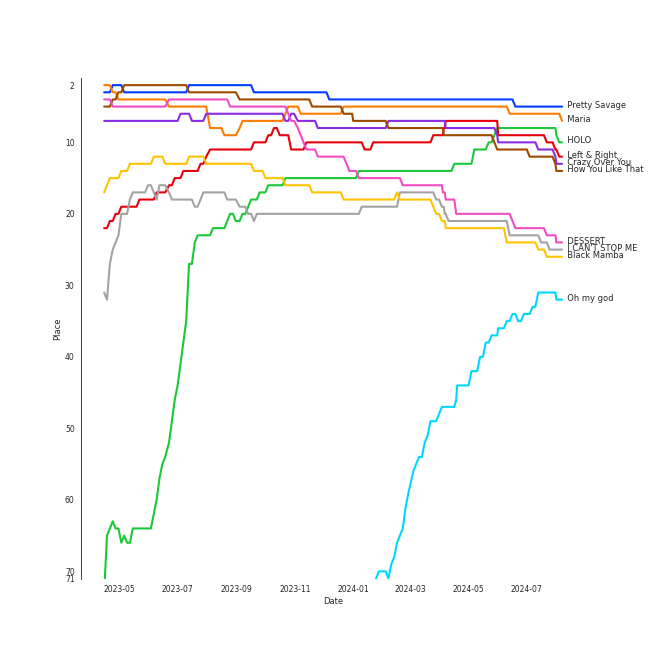 2
Pretty Savage
Maria
10
HOLO
Left & Right
Crazy Over You
How You Like That
20
DESSERT
I CAN'T STOP ME
Black Mamba
30
Oh my god
Place
40
50
60
70
71
2023-05
2023-07
2023-09
2023-11
2024-01
2024-03
2024-05
2024-07
Date